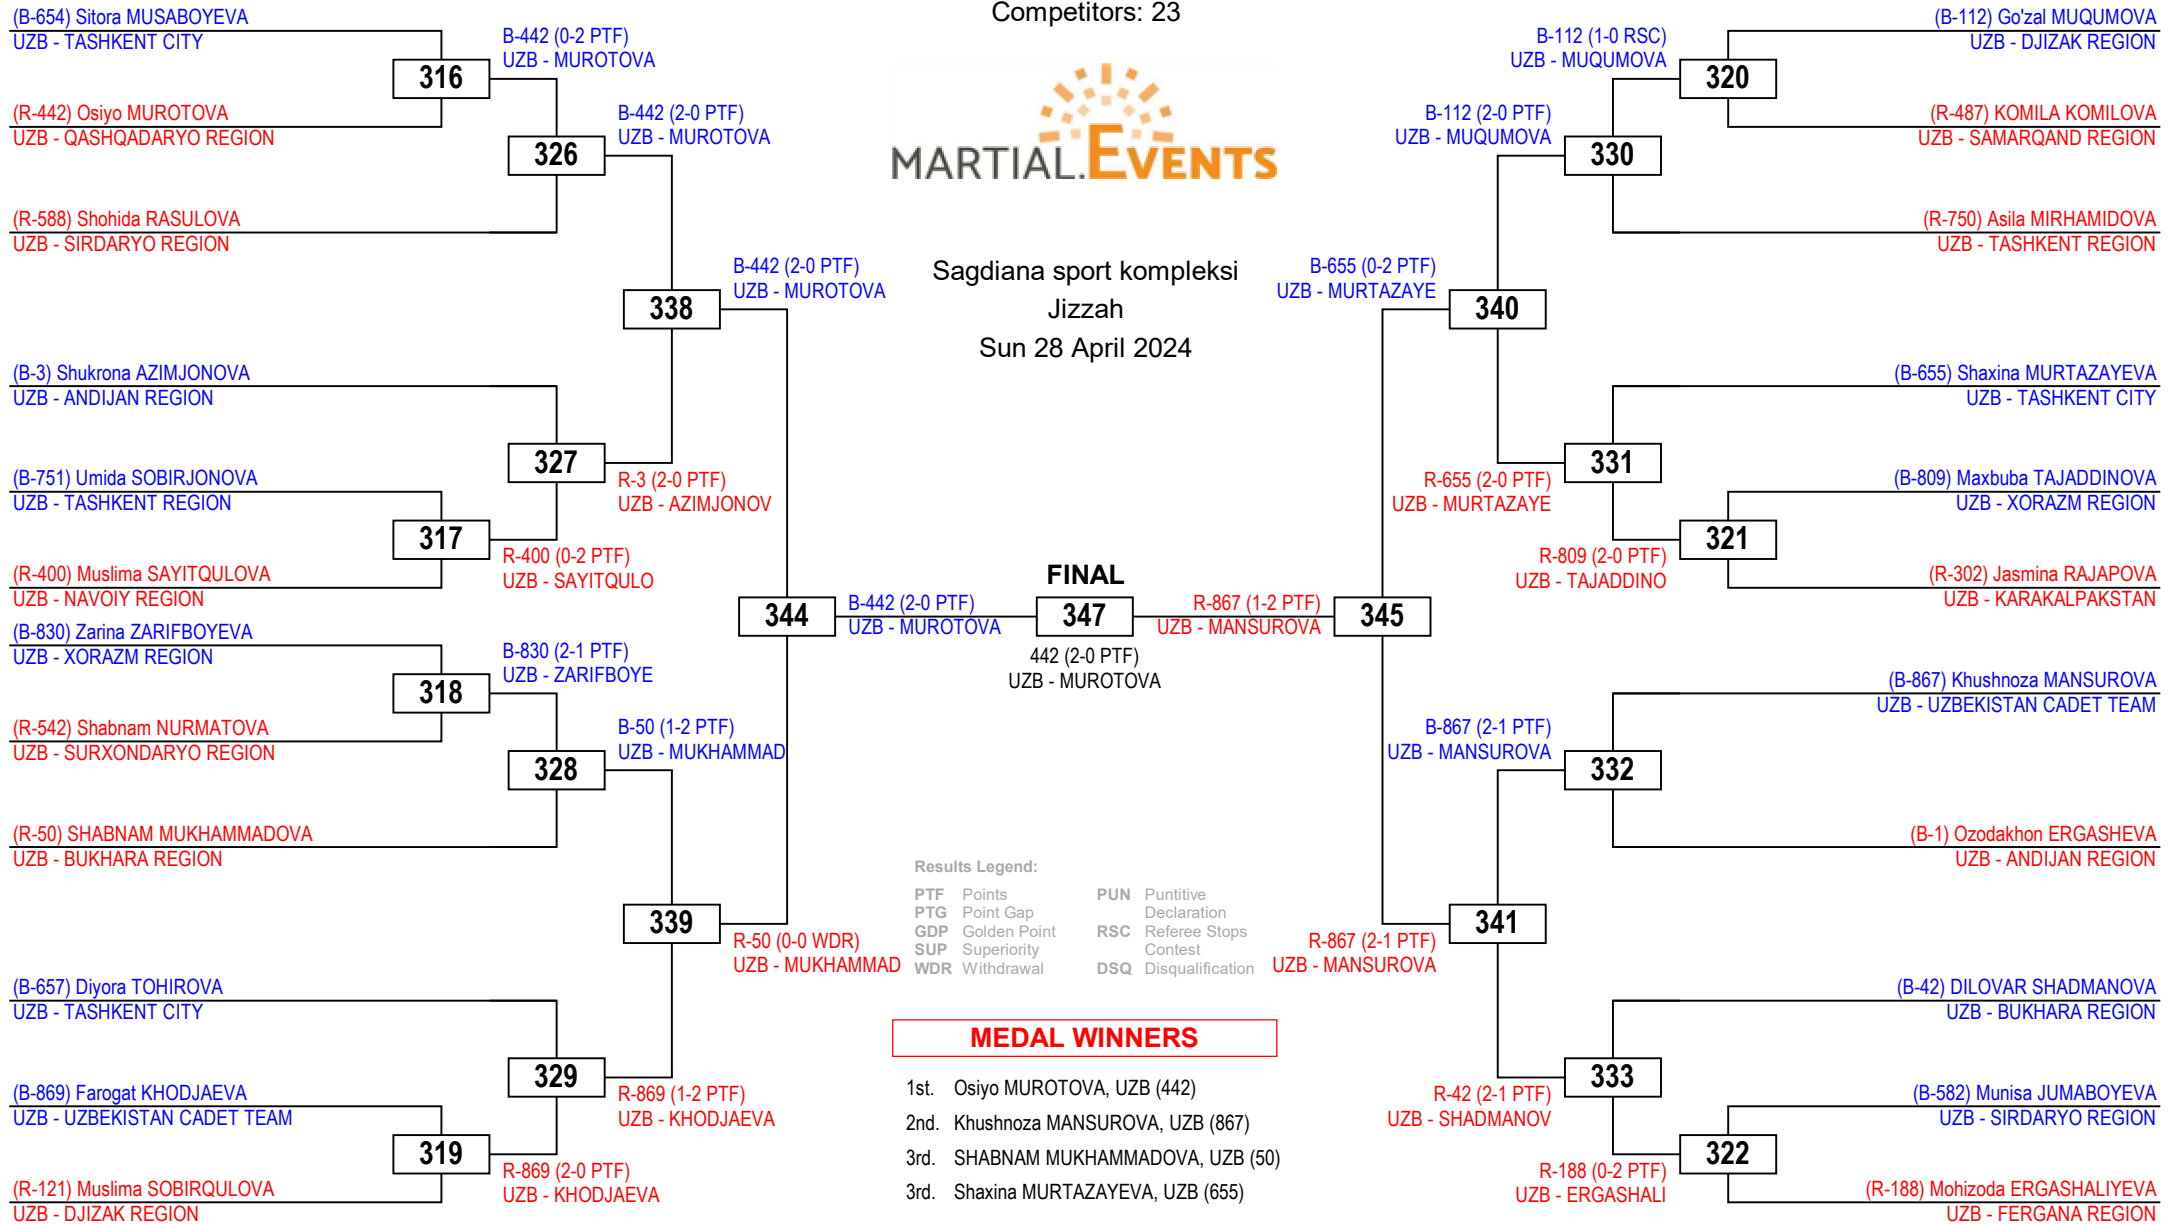 Competitors: 23
MARTIAL.EVENTS
Sagdiana sport kompleksi
Jizzah
Sun 28 April 2024
(B-654) Sitora MUSABOYEVA
UZB - TASHKENT CITY
316
(R-442) Osiyo MUROTOVA
UZB - QASHQADARYO REGION
B-442 (0-2 PTF)
UZB - MUROTOVA
326
(R-588) Shohida RASULOVA
UZB - SIRDARYO REGION
B-442 (2-0 PTF)
UZB - MUROTOVA
338
B-442 (2-0 PTF)
UZB - MUROTOVA
(B-3) Shukrona AZIMJONOVA
UZB - ANDIJAN REGION
327
R-3 (2-0 PTF)
UZB - AZIMJONOV
(B-751) Umida SOBIRJONOVA
UZB - TASHKENT REGION
317
(R-400) Muslima SAYITQULOVA
UZB - NAVOIY REGION
R-400 (0-2 PTF)
UZB - SAYITQULO
344
B-442 (2-0 PTF)
UZB - MUROTOVA
(B-830) Zarina ZARIFBOYEVA
UZB - XORAZM REGION
318
(R-542) Shabnam NURMATOVA
UZB - SURXONDARYO REGION
B-830 (2-1 PTF)
UZB - ZARIFBOYE
328
(R-50) SHABNAM MUKHAMMADOVA
UZB - BUKHARA REGION
B-50 (1-2 PTF)
UZB - MUKHAMMAD
339
R-50 (0-0 WDR)
UZB - MUKHAMMAD
(B-657) Diyora TOHIROVA
UZB - TASHKENT CITY
329
R-869 (1-2 PTF)
UZB - KHODJAEVA
(B-869) Farogat KHODJAEVA
UZB - UZBEKISTAN CADET TEAM
319
(R-121) Muslima SOBIRQULOVA
UZB - DJIZAK REGION
R-869 (2-0 PTF)
UZB - KHODJAEVA
FINAL
347
442 (2-0 PTF)
UZB - MUROTOVA
(B-112) Go'zal MUQUMOVA
UZB - DJIZAK REGION
320
(R-487) KOMILA KOMILOVA
UZB - SAMARQAND REGION
B-112 (1-0 RSC)
UZB - MUQUMOVA
330
(R-750) Asila MIRHAMIDOVA
UZB - TASHKENT REGION
B-112 (2-0 PTF)
UZB - MUQUMOVA
340
B-655 (0-2 PTF)
UZB - MURTAZAYE
(B-655) Shaxina MURTAZAYEVA
UZB - TASHKENT CITY
331
R-655 (2-0 PTF)
UZB - MURTAZAYE
(B-809) Maxbuba TAJADDINOVA
UZB - XORAZM REGION
321
(R-302) Jasmina RAJAPOVA
UZB - KARAKALPAKSTAN
R-809 (2-0 PTF)
UZB - TAJADDINO
345
R-867 (1-2 PTF)
UZB - MANSUROVA
(B-867) Khushnoza MANSUROVA
UZB - UZBEKISTAN CADET TEAM
332
(B-1) Ozodakhon ERGASHEVA
UZB - ANDIJAN REGION
B-867 (2-1 PTF)
UZB - MANSUROVA
341
R-867 (2-1 PTF)
UZB - MANSUROVA
(B-42) DILOVAR SHADMANOVA
UZB - BUKHARA REGION
333
R-42 (2-1 PTF)
UZB - SHADMANOV
(B-582) Munisa JUMABOYEVA
UZB - SIRDARYO REGION
322
(R-188) Mohizoda ERGASHALIYEVA
UZB - FERGANA REGION
R-188 (0-2 PTF)
UZB - ERGASHALI
Results Legend:
PTF Points
PTG Point Gap
GDP Golden Point
SUP Superiority
WDR Withdrawal
PUN Puntitive
Declaration
RSC Referee Stops
Contest
DSQ Disqualification
MEDAL WINNERS
1st. Osiyo MUROTOVA, UZB (442)
2nd. Khushnoza MANSUROVA, UZB (867)
3rd. SHABNAM MUKHAMMADOVA, UZB (50)
3rd. Shaxina MURTAZAYEVA, UZB (655)